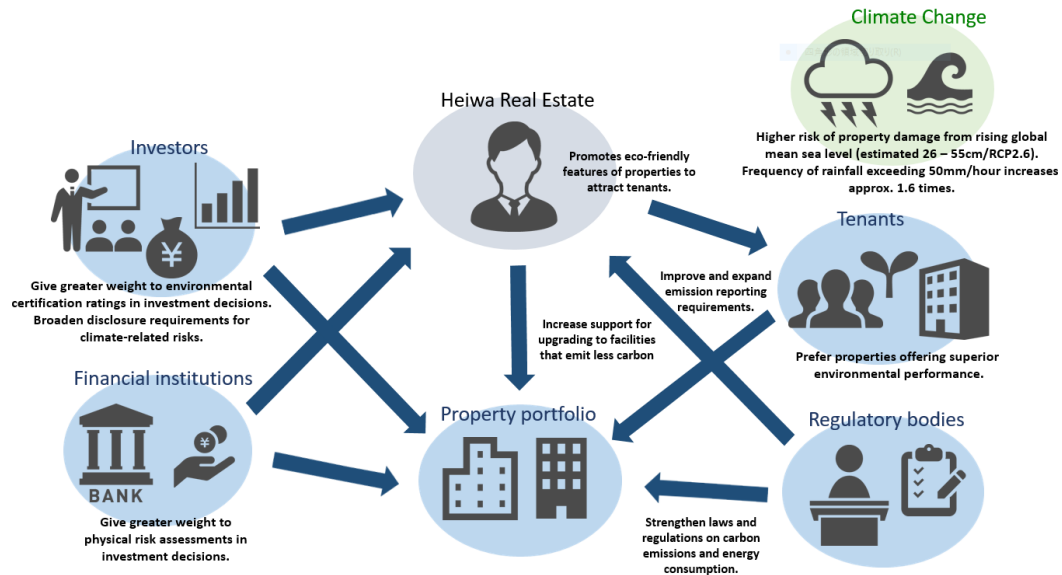 Climate Change
Higher risk of property damage from rising global
mean sea level (estimated 26 – 55cm/RCP2.6).
Frequency of rainfall exceeding 50mm/hour increases
approx. 1.6 times.
Heiwa Real Estate
Promotes eco-friendly
features of properties to
attract tenants.
Investors
¥
Give greater weight to environmental
certification ratings in investment decisions.
Broaden disclosure requirements for
climate-related risks.
Tenants
Prefer properties offering superior
environmental performance.
Improve and expand
emission reporting
requirements.
Increase support for
upgrading to facilities
that emit less carbon
Financial institutions
¥
BANK
Give greater weight to
physical risk assessments in
investment decisions.
Property portfolio
Regulatory bodies
Strengthen laws and
regulations on carbon
emissions and energy
consumption.